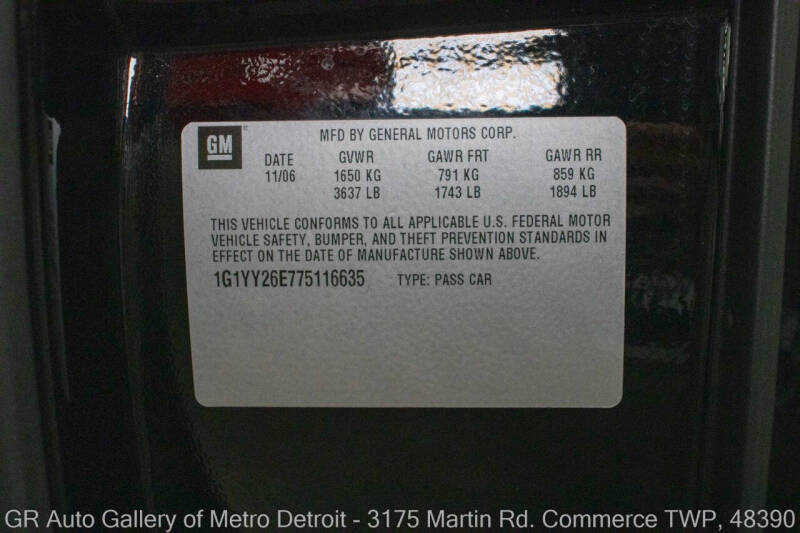 GM
MFD BY GENERAL MOTORS CORP.
DATE GVWR GAWR FRT GAWR RR
11/06 1650 KG 791 KG 859 KG
3637 LB 1743 LB 1894 LB
THIS VEHICLE CONFORMS TO ALL APPLICABLE U.S. FEDERAL MOTOR
VEHICLE SAFETY, BUMPER, AND THEFT PREVENTION STANDARDS IN
EFFECT ON THE DATE OF MANUFACTURE SHOWN ABOVE.
1G1YY26E775116635 TYPE: PASS CAR
GR Auto Gallery of Metro Detroit - 3175 Martin Rd. Commerce TWP, 48390